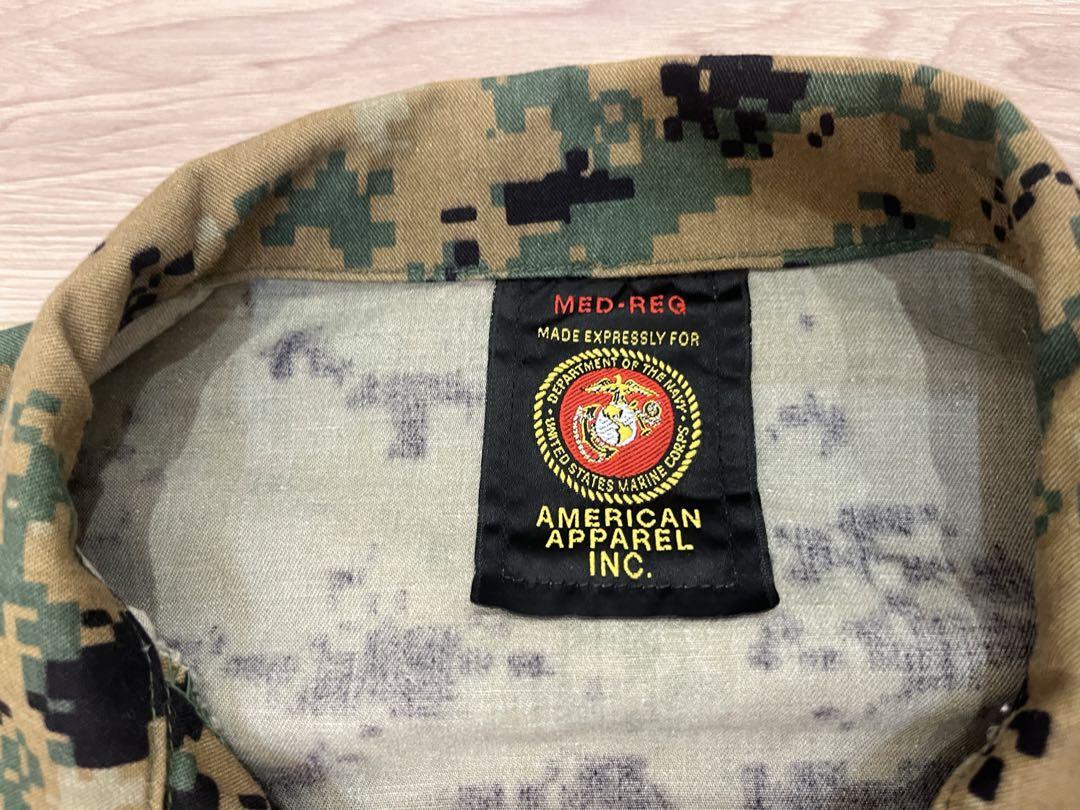 MED-REG
MADE EXPRESSLY FOR
· DEPARTMENT OF THE NAVY ·
UNITED STATES MARINE CORPS
AMERICAN
APPAREL
INC.